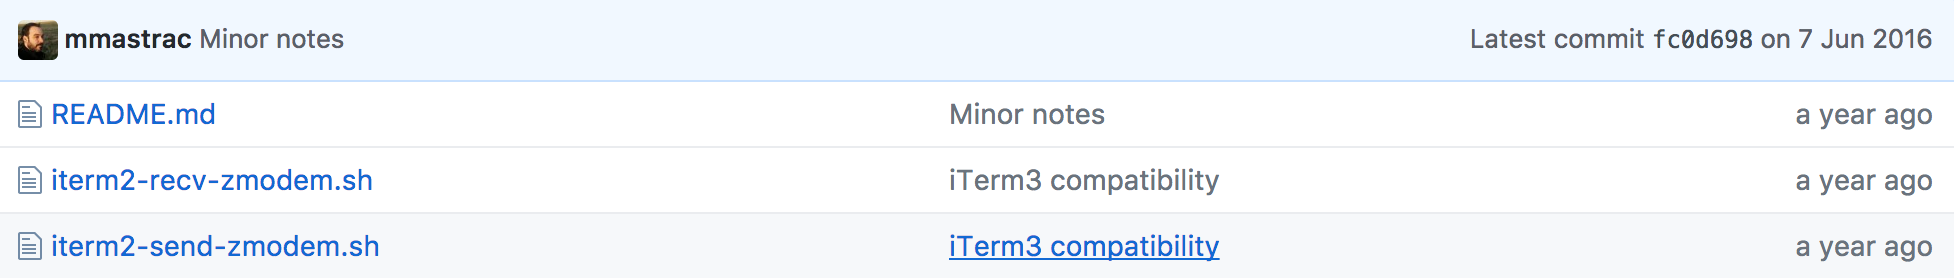 mmastrac Minor notes Latest commit fc0d698 on 7 Jun 2016
README.md Minor notes a year ago
iterm2-recv-zmodem.sh iTerm3 compatibility a year ago
iterm2-send-zmodem.sh iTerm3 compatibility a year ago